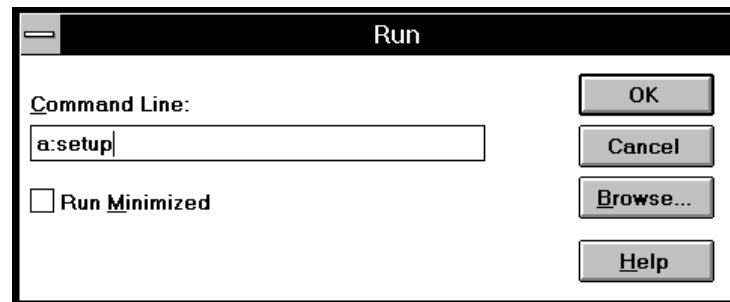 Run
Command Line:
a:setup
Run Minimized
OK
Cancel
Browse...
Help